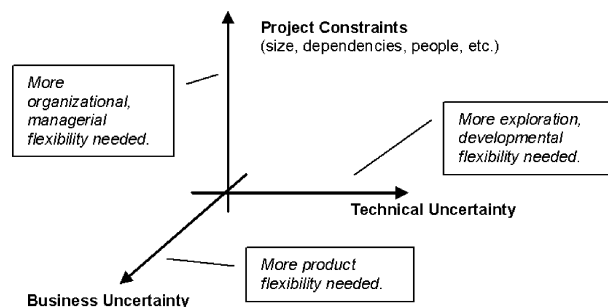 Project Constraints
(size, dependencies, people, etc.)
More
organizational,
managerial
flexibility needed.
More exploration,
developmental
flexibility needed.
Technical Uncertainty
More product
flexibility needed.
Business Uncertainty